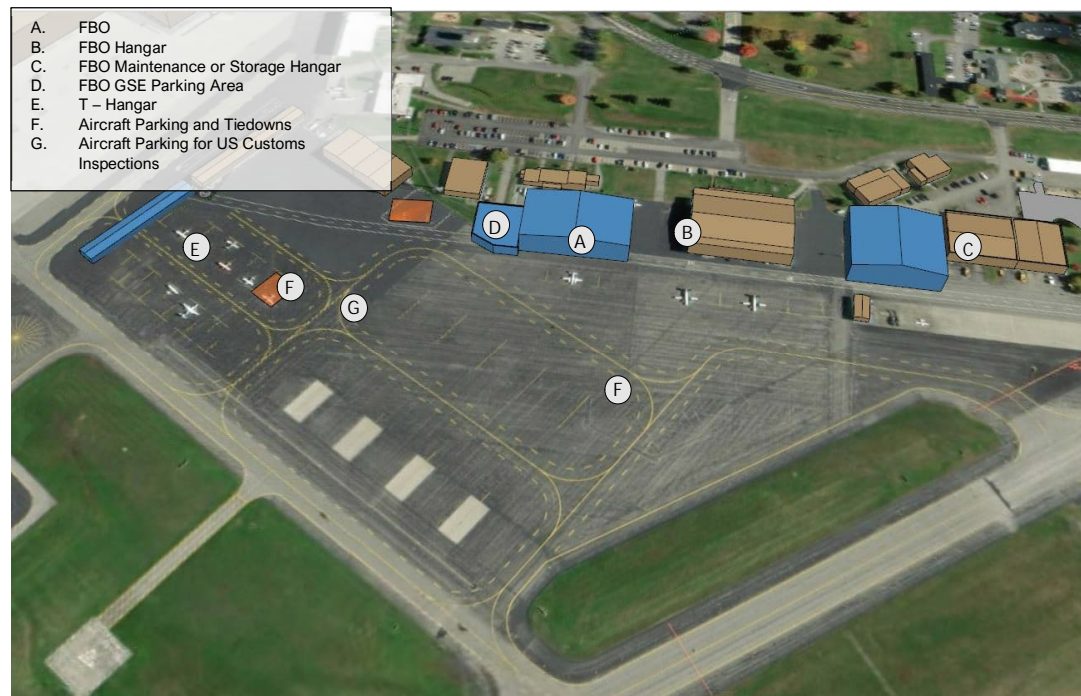 A. FBO
B. FBO Hangar
C. FBO Maintenance or Storage Hangar
D. FBO GSE Parking Area
E. T – Hangar
F. Aircraft Parking and Tiedowns
G. Aircraft Parking for US Customs
Inspections
D
A
B
C
E
F
G
F